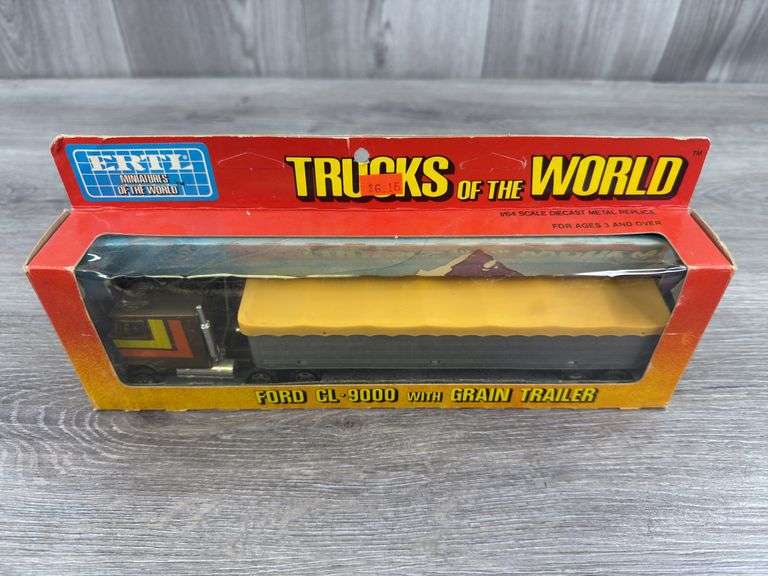 ERTL
MINIATURES
OF THE WORLD
TRUCKS OF THE WORLD™
1/64 SCALE DIECAST METAL REPLICA
FOR AGES 3 AND OVER
FORD CL-9000 WITH GRAIN TRAILER